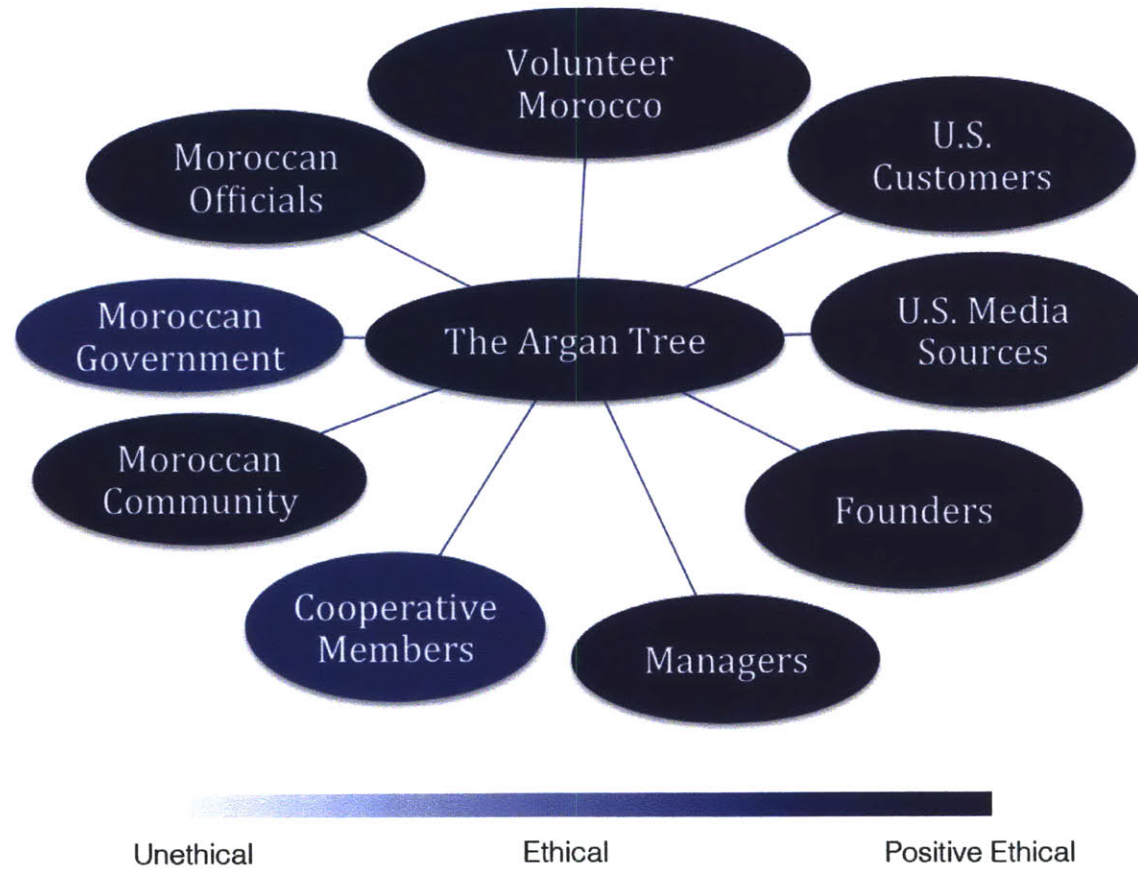 Volunteer
Morocco
U.S.
Customers
Moroccan
Officials
U.S. Media
Sources
Moroccan
Government
The Argan Tree
Moroccan
Community
Founders
Cooperative
Members
Managers
Unethical
Ethical
Positive Ethical